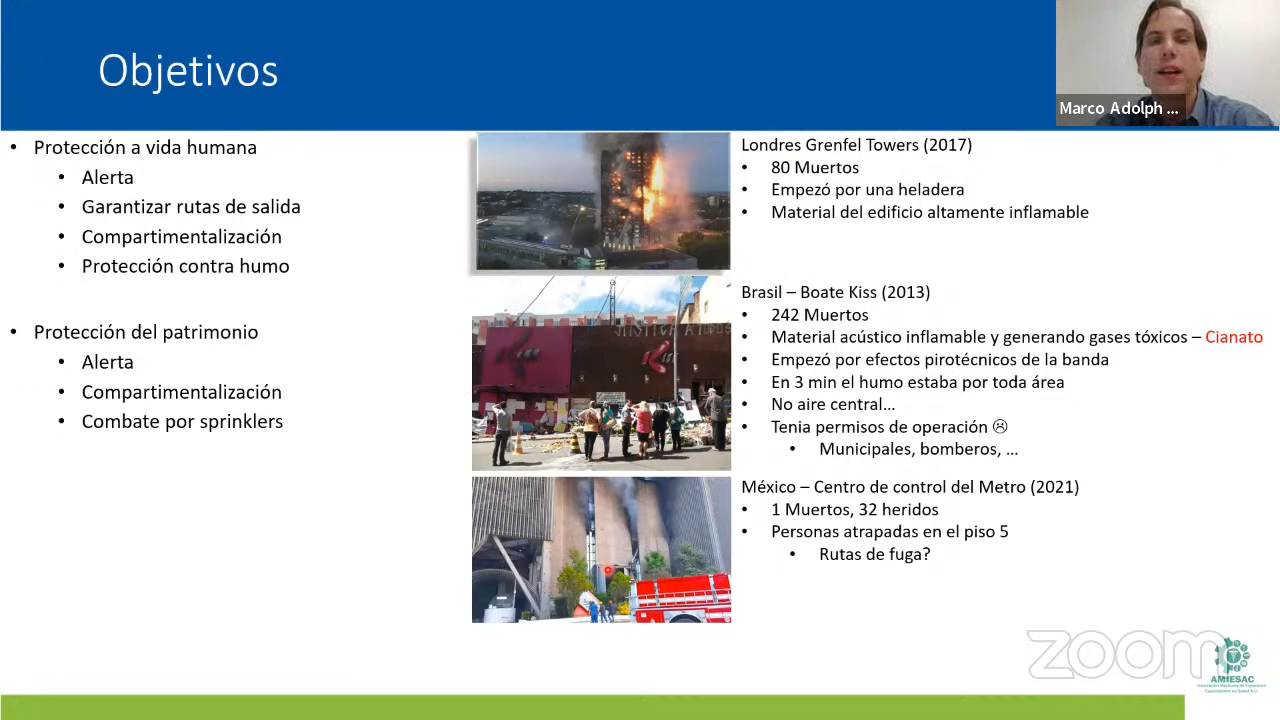 Objetivos
Marco Adolph ...
• Protección a vida humana
• Alerta
• Garantizar rutas de salida
• Compartimentalización
• Protección contra humo
• Protección del patrimonio
• Alerta
• Compartimentalización
• Combate por sprinklers
Londres Grenfel Towers (2017)
• 80 Muertos
• Empezó por una heladera
• Material del edificio altamente inflamable
Brasil – Boate Kiss (2013)
• 242 Muertos
• Material acústico inflamable y generando gases tóxicos – Cianato
• Empezó por efectos pirotécnicos de la banda
• En 3 min el humo estaba por toda área
• No aire central...
• Tenia permisos de operación ☹
• Municipales, bomberos, ...
México – Centro de control del Metro (2021)
• 1 Muertos, 32 heridos
• Personas atrapadas en el piso 5
• Rutas de fuga?
zoom
AMIESAC